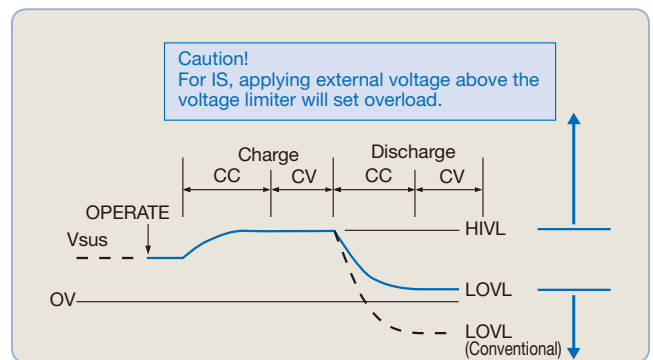 Caution!
For IS, applying external voltage above the
voltage limiter will set overload.
Charge
Discharge
CC
CV
CC
CV
OPERATE
Vsus
HIVL
LOVL
OV
LOVL
(Conventional)